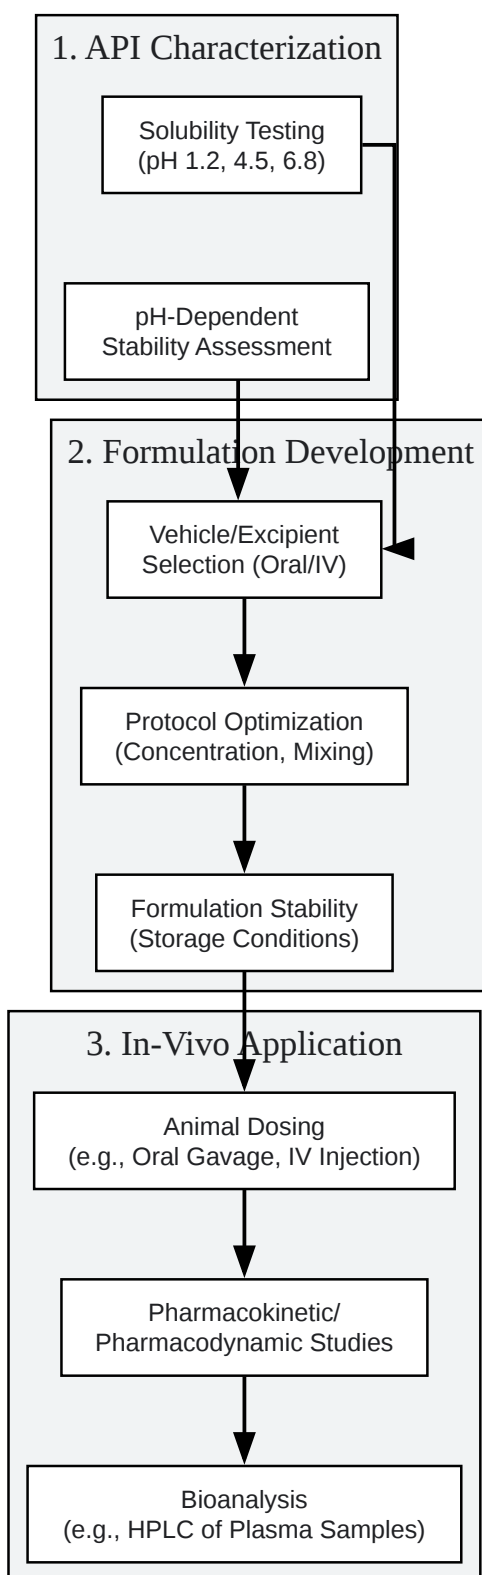 1. API Characterization
Solubility Testing
(pH 1.2, 4.5, 6.8)
pH-Dependent
Stability Assessment
2. Formulation Development
Vehicle/Excipient
Selection (Oral/IV)
Protocol Optimization
(Concentration, Mixing)
Formulation Stability
(Storage Conditions)
3. In-Vivo Application
Animal Dosing
(e.g., Oral Gavage, IV Injection)
Pharmacokinetic/
Pharmacodynamic Studies
Bioanalysis
(e.g., HPLC of Plasma Samples)